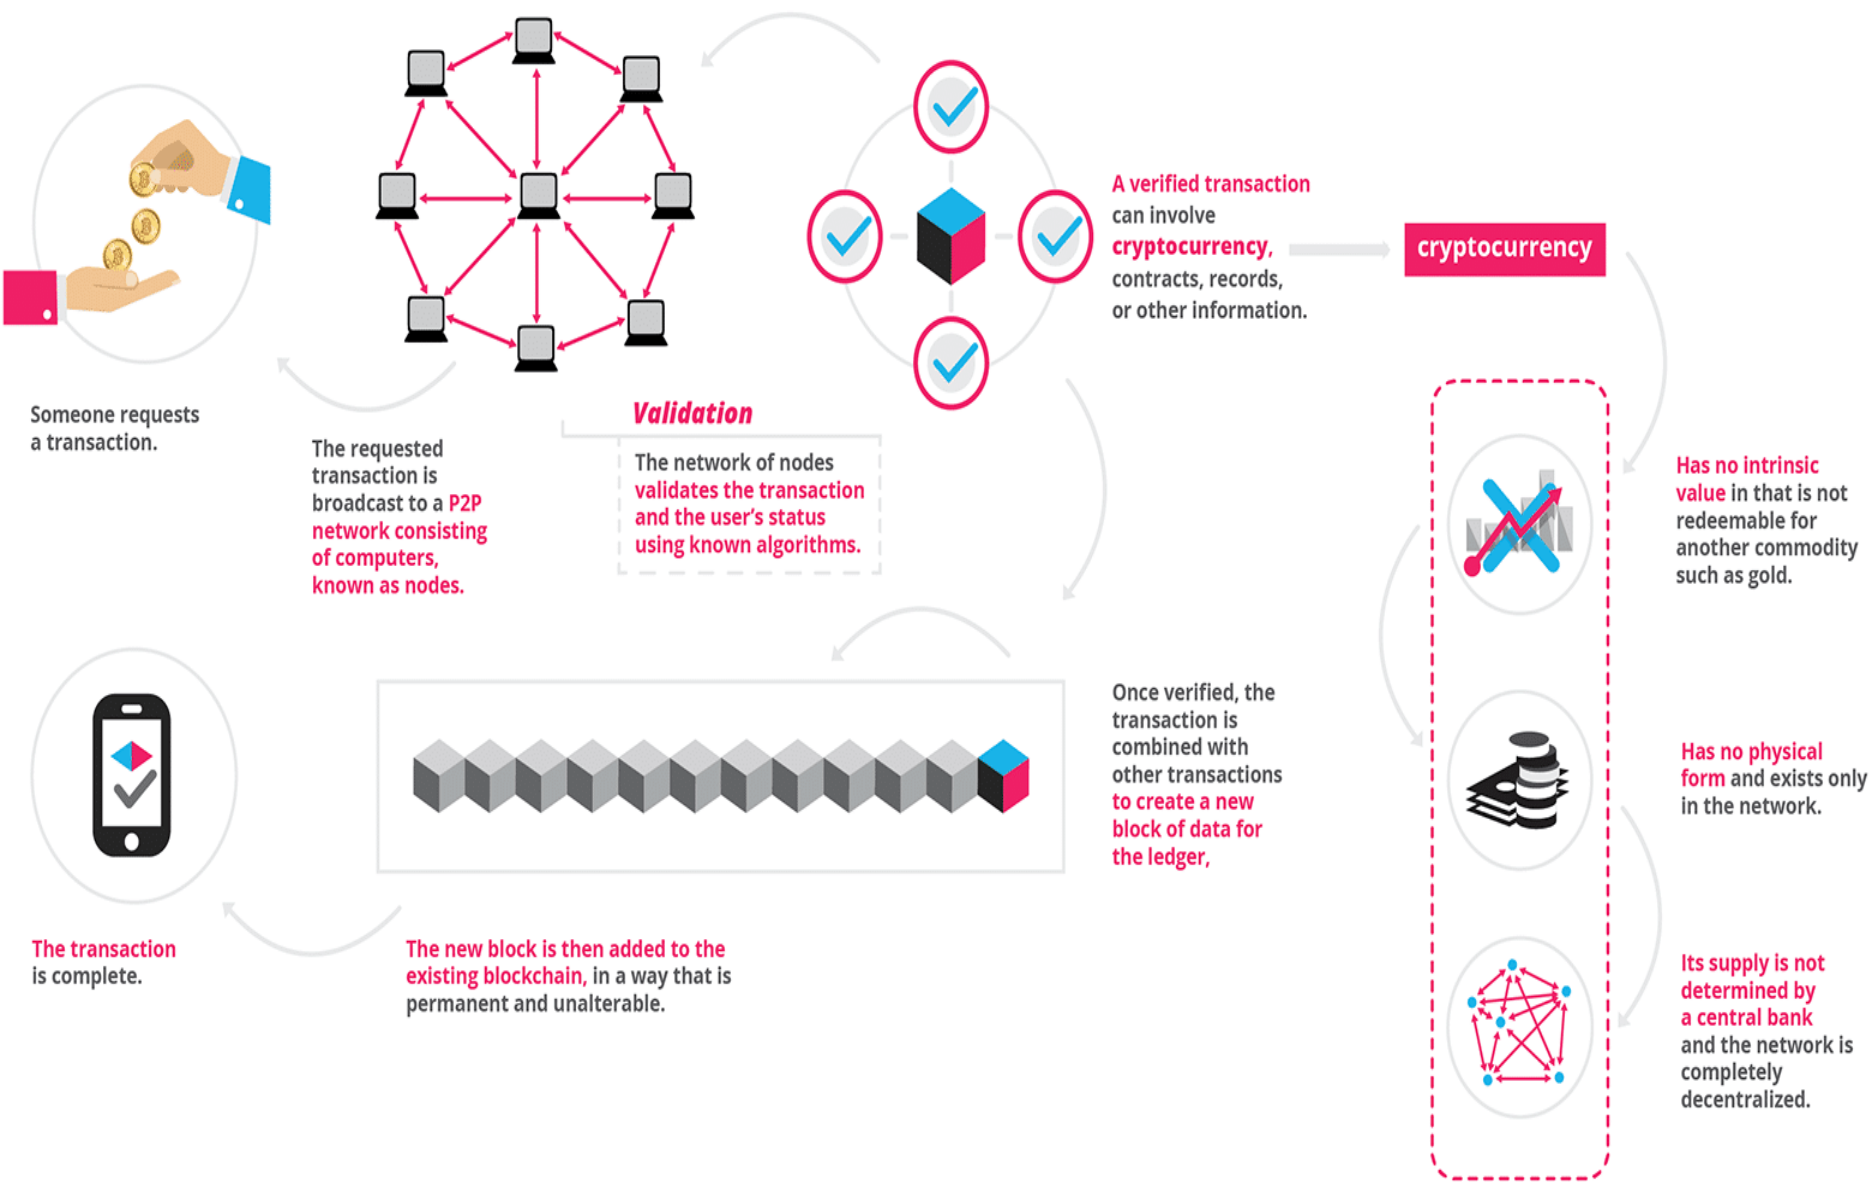 Someone requests
a transaction.
The requested
transaction is
broadcast to a P2P
network consisting
of computers,
known as nodes.
Validation
The network of nodes
validates the transaction
and the user's status
using known algorithms.
A verified transaction
can involve
cryptocurrency,
contracts, records,
or other information.
cryptocurrency
Has no intrinsic
value in that is not
redeemable for
another commodity
such as gold.
Has no physical
form and exists only
in the network.
Its supply is not
determined by
a central bank
and the network is
completely
decentralized.
Once verified, the
transaction is
combined with
other transactions
to create a new
block of data for
the ledger,
The new block is then added to the
existing blockchain, in a way that is
permanent and unalterable.
The transaction
is complete.